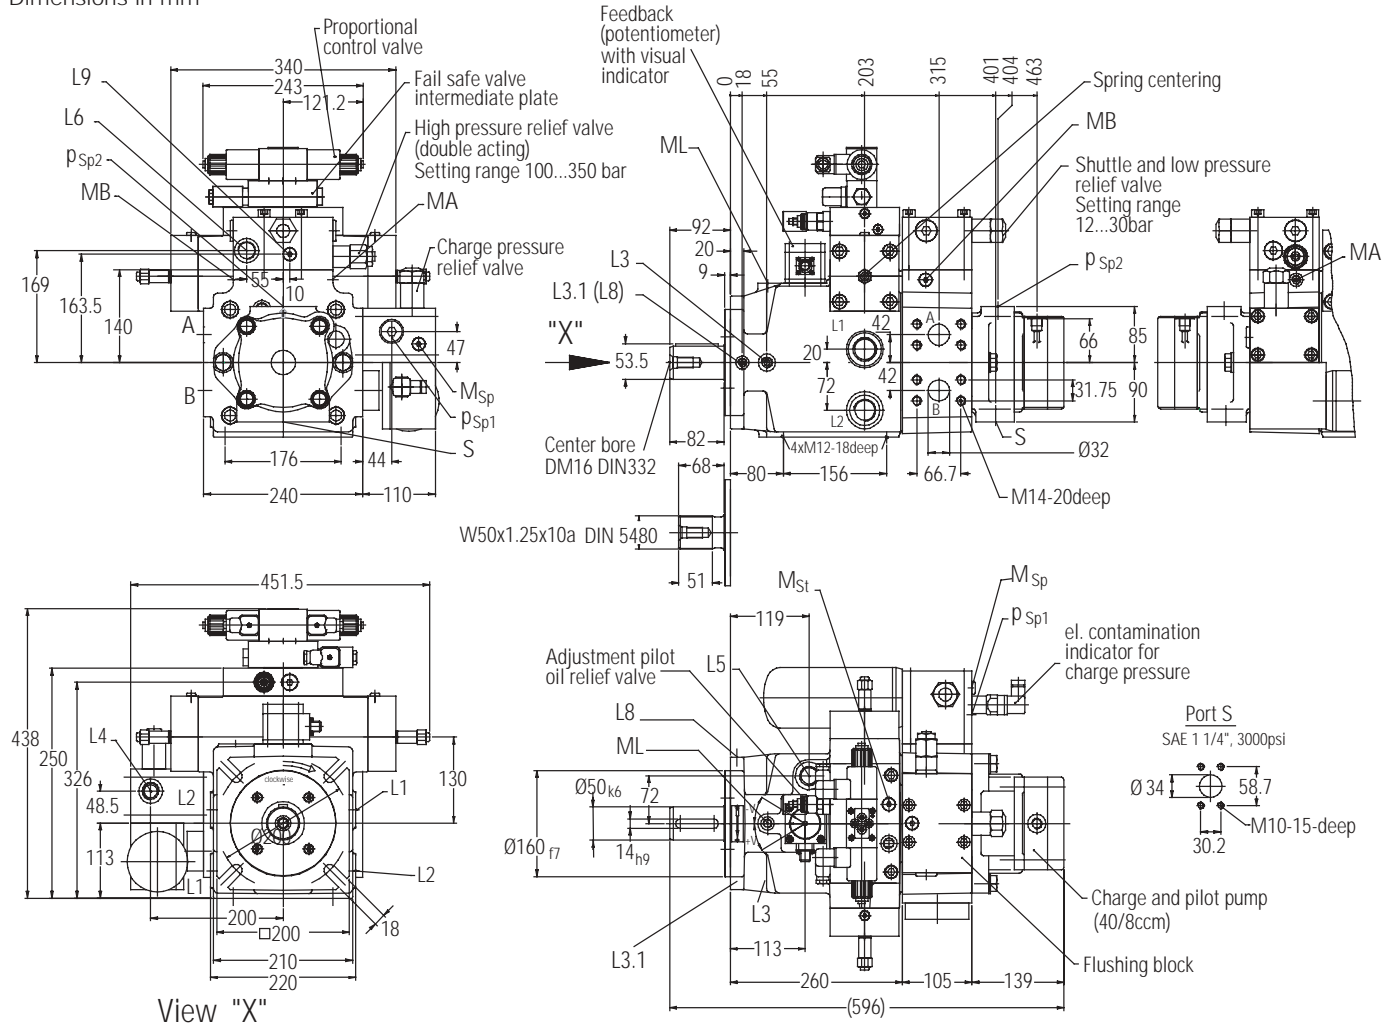 Dimensions in mm
Proportional
control valve
340
243
121.2
L9
L6
pSp2
MB
Fail safe valve
intermediate plate
High pressure relief valve
(double acting)
Setting range 100...350 bar
MA
Charge pressure
relief valve
169
163.5
140
55
10
A
B
47
MSp
pSp1
S
176
44
240
110
Feedback
(potentiometer)
with visual
indicator
0
18
55
203
315
401
404
463
Spring centering
MB
ML
Shuttle and low pressure
relief valve
Setting range
12...30bar
92
20
9
L3
L3.1 (L8)
"X"
53.5
pSp2
MA
L1
42
A
20
72
42
B
L2
66
85
31.75
90
S
Ø32
82
Center bore
DM16 DIN332
4xM12-18deep
68
80
156
66.7
M14-20deep
W50x1.25x10a DIN 5480
51
451.5
438
250
326
L4
48.5
113
L2
L1
clockwise
L1
L2
130
200
□200
18
210
220
View "X"
MSt
MSp
pSp1
119
el. contamination
indicator for
charge pressure
Adjustment pilot
oil relief valve
L5
L8
ML
Port S
SAE 1 1/4", 3000psi
Ø 34
58.7
M10-15-deep
30.2
Ø50k6
72
Ø160 f7
14h9
+V
L3
L3.1
113
Charge and pilot pump
(40/8ccm)
Flushing block
260
105
139
(596)